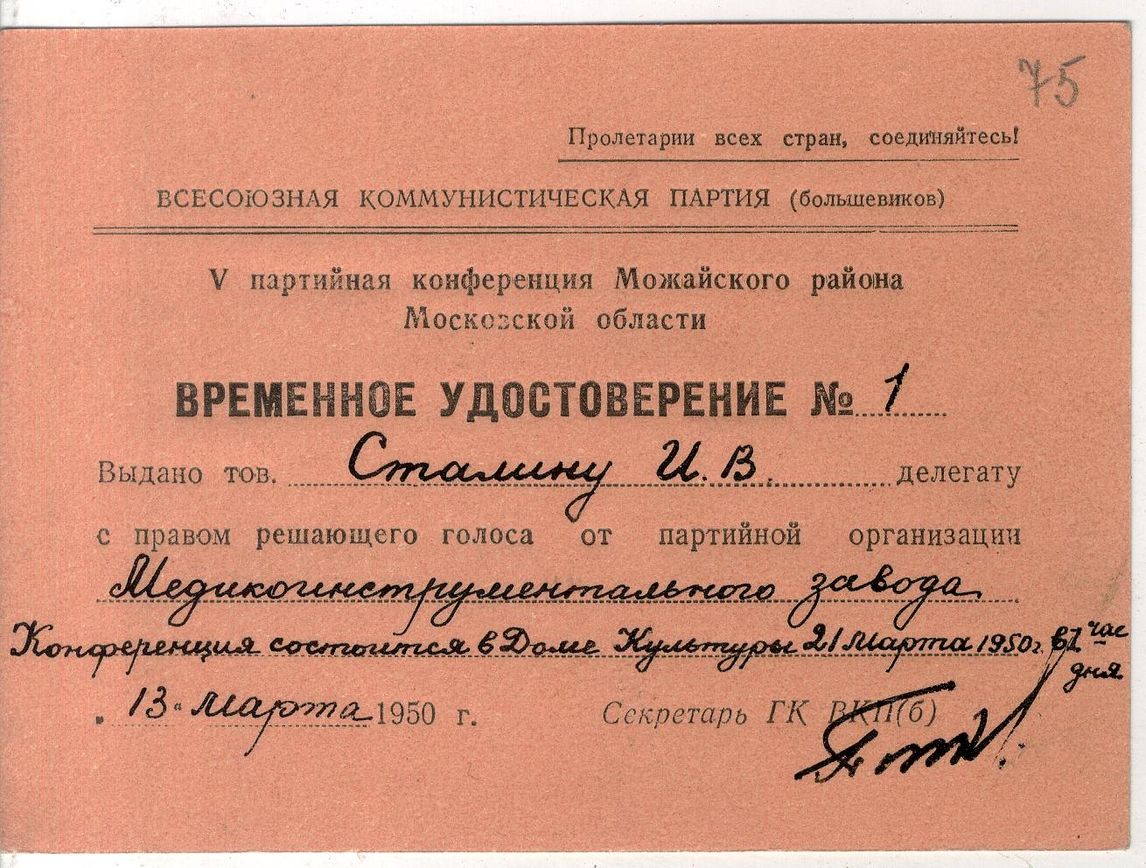 75
Пролетарии всех стран, соединяйтесь!
ВСЕСОЮЗНАЯ КОММУНИСТИЧЕСКАЯ ПАРТИЯ (большевиков)
V партийная конференция Можайского района
Московской области
ВРЕМЕННОЕ УДОСТОВЕРЕНИЕ № 1
Выдано тов. Сталину И. В. делегату
с правом решающего голоса от партийной организации
Медикоинструментального завода
Конференция состоится в Доме Культуры 21 марта 1950 г. в 1 час дня
„ 13 " марта 1950 г. Секретарь ГК ВКП(б)